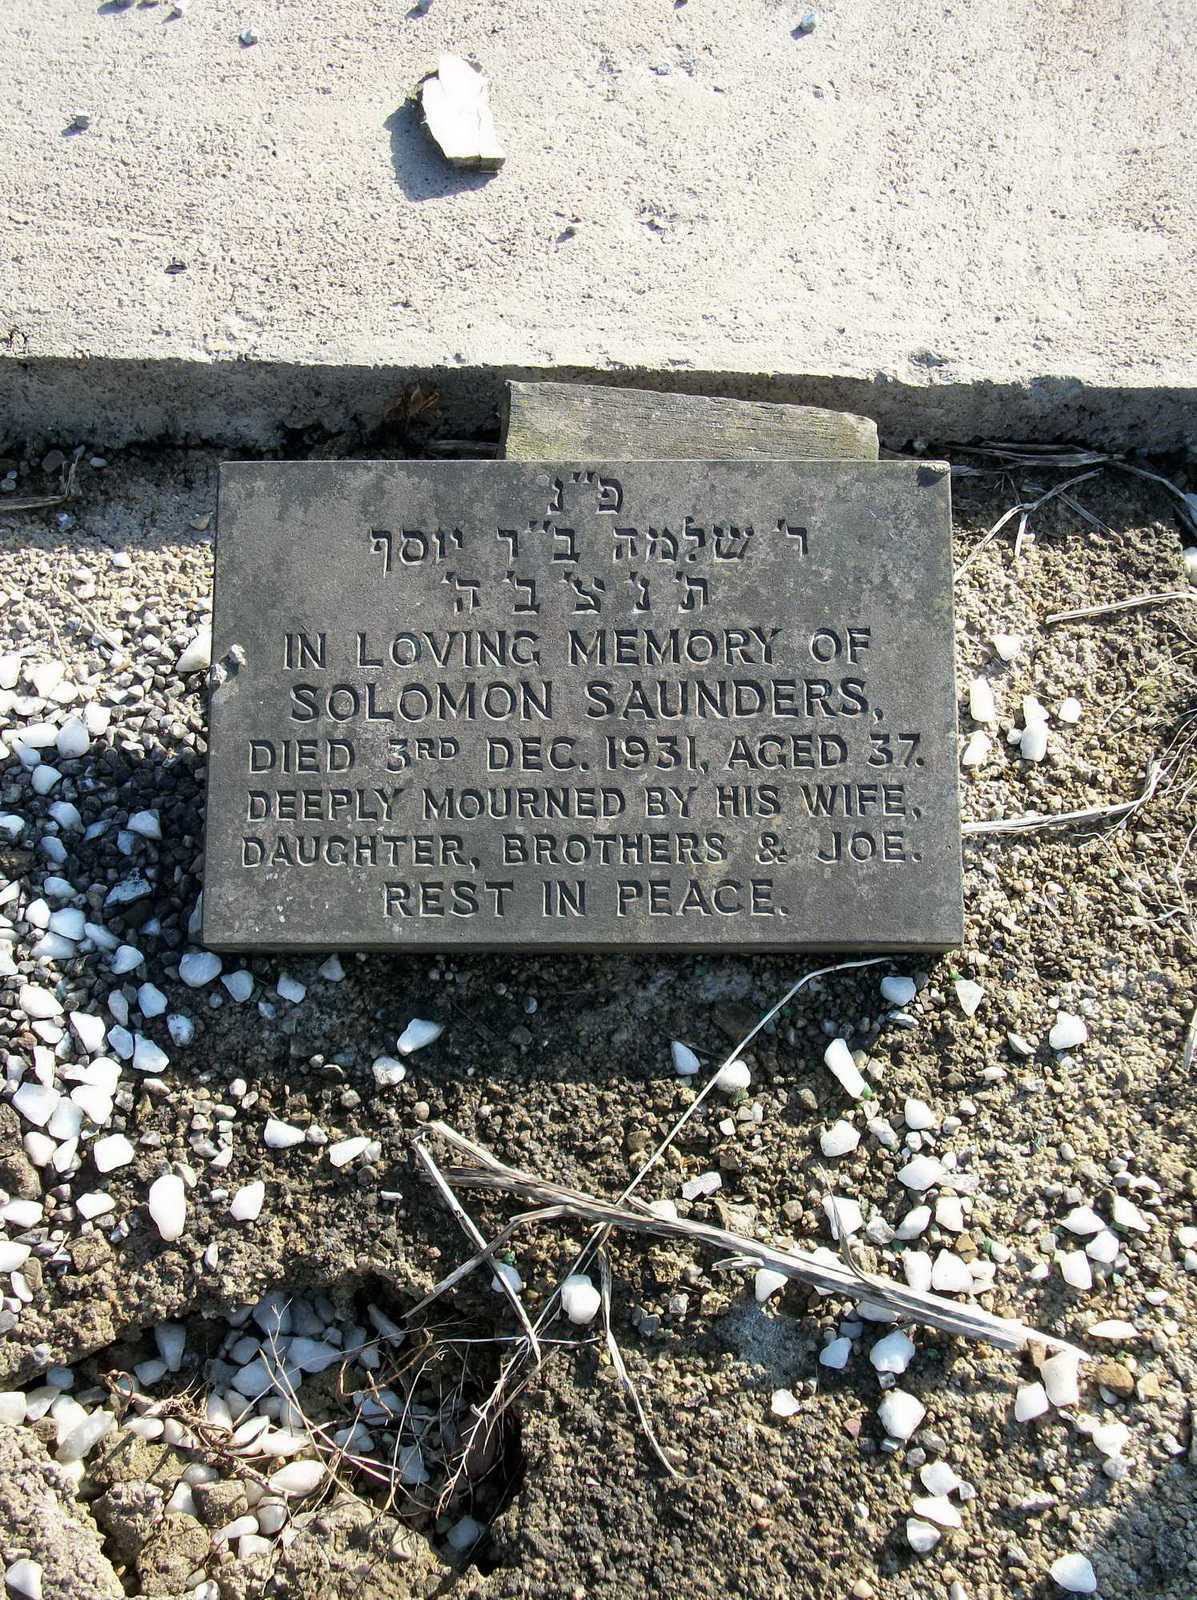 פ"נ
ר' שלמה ב"ר יוסף
ת' נ' צ' ב' ה'
IN LOVING MEMORY OF
SOLOMON SAUNDERS,
DIED 3RD DEC. 1931, AGED 37.
DEEPLY MOURNED BY HIS WIFE,
DAUGHTER, BROTHERS & JOE.
REST IN PEACE.